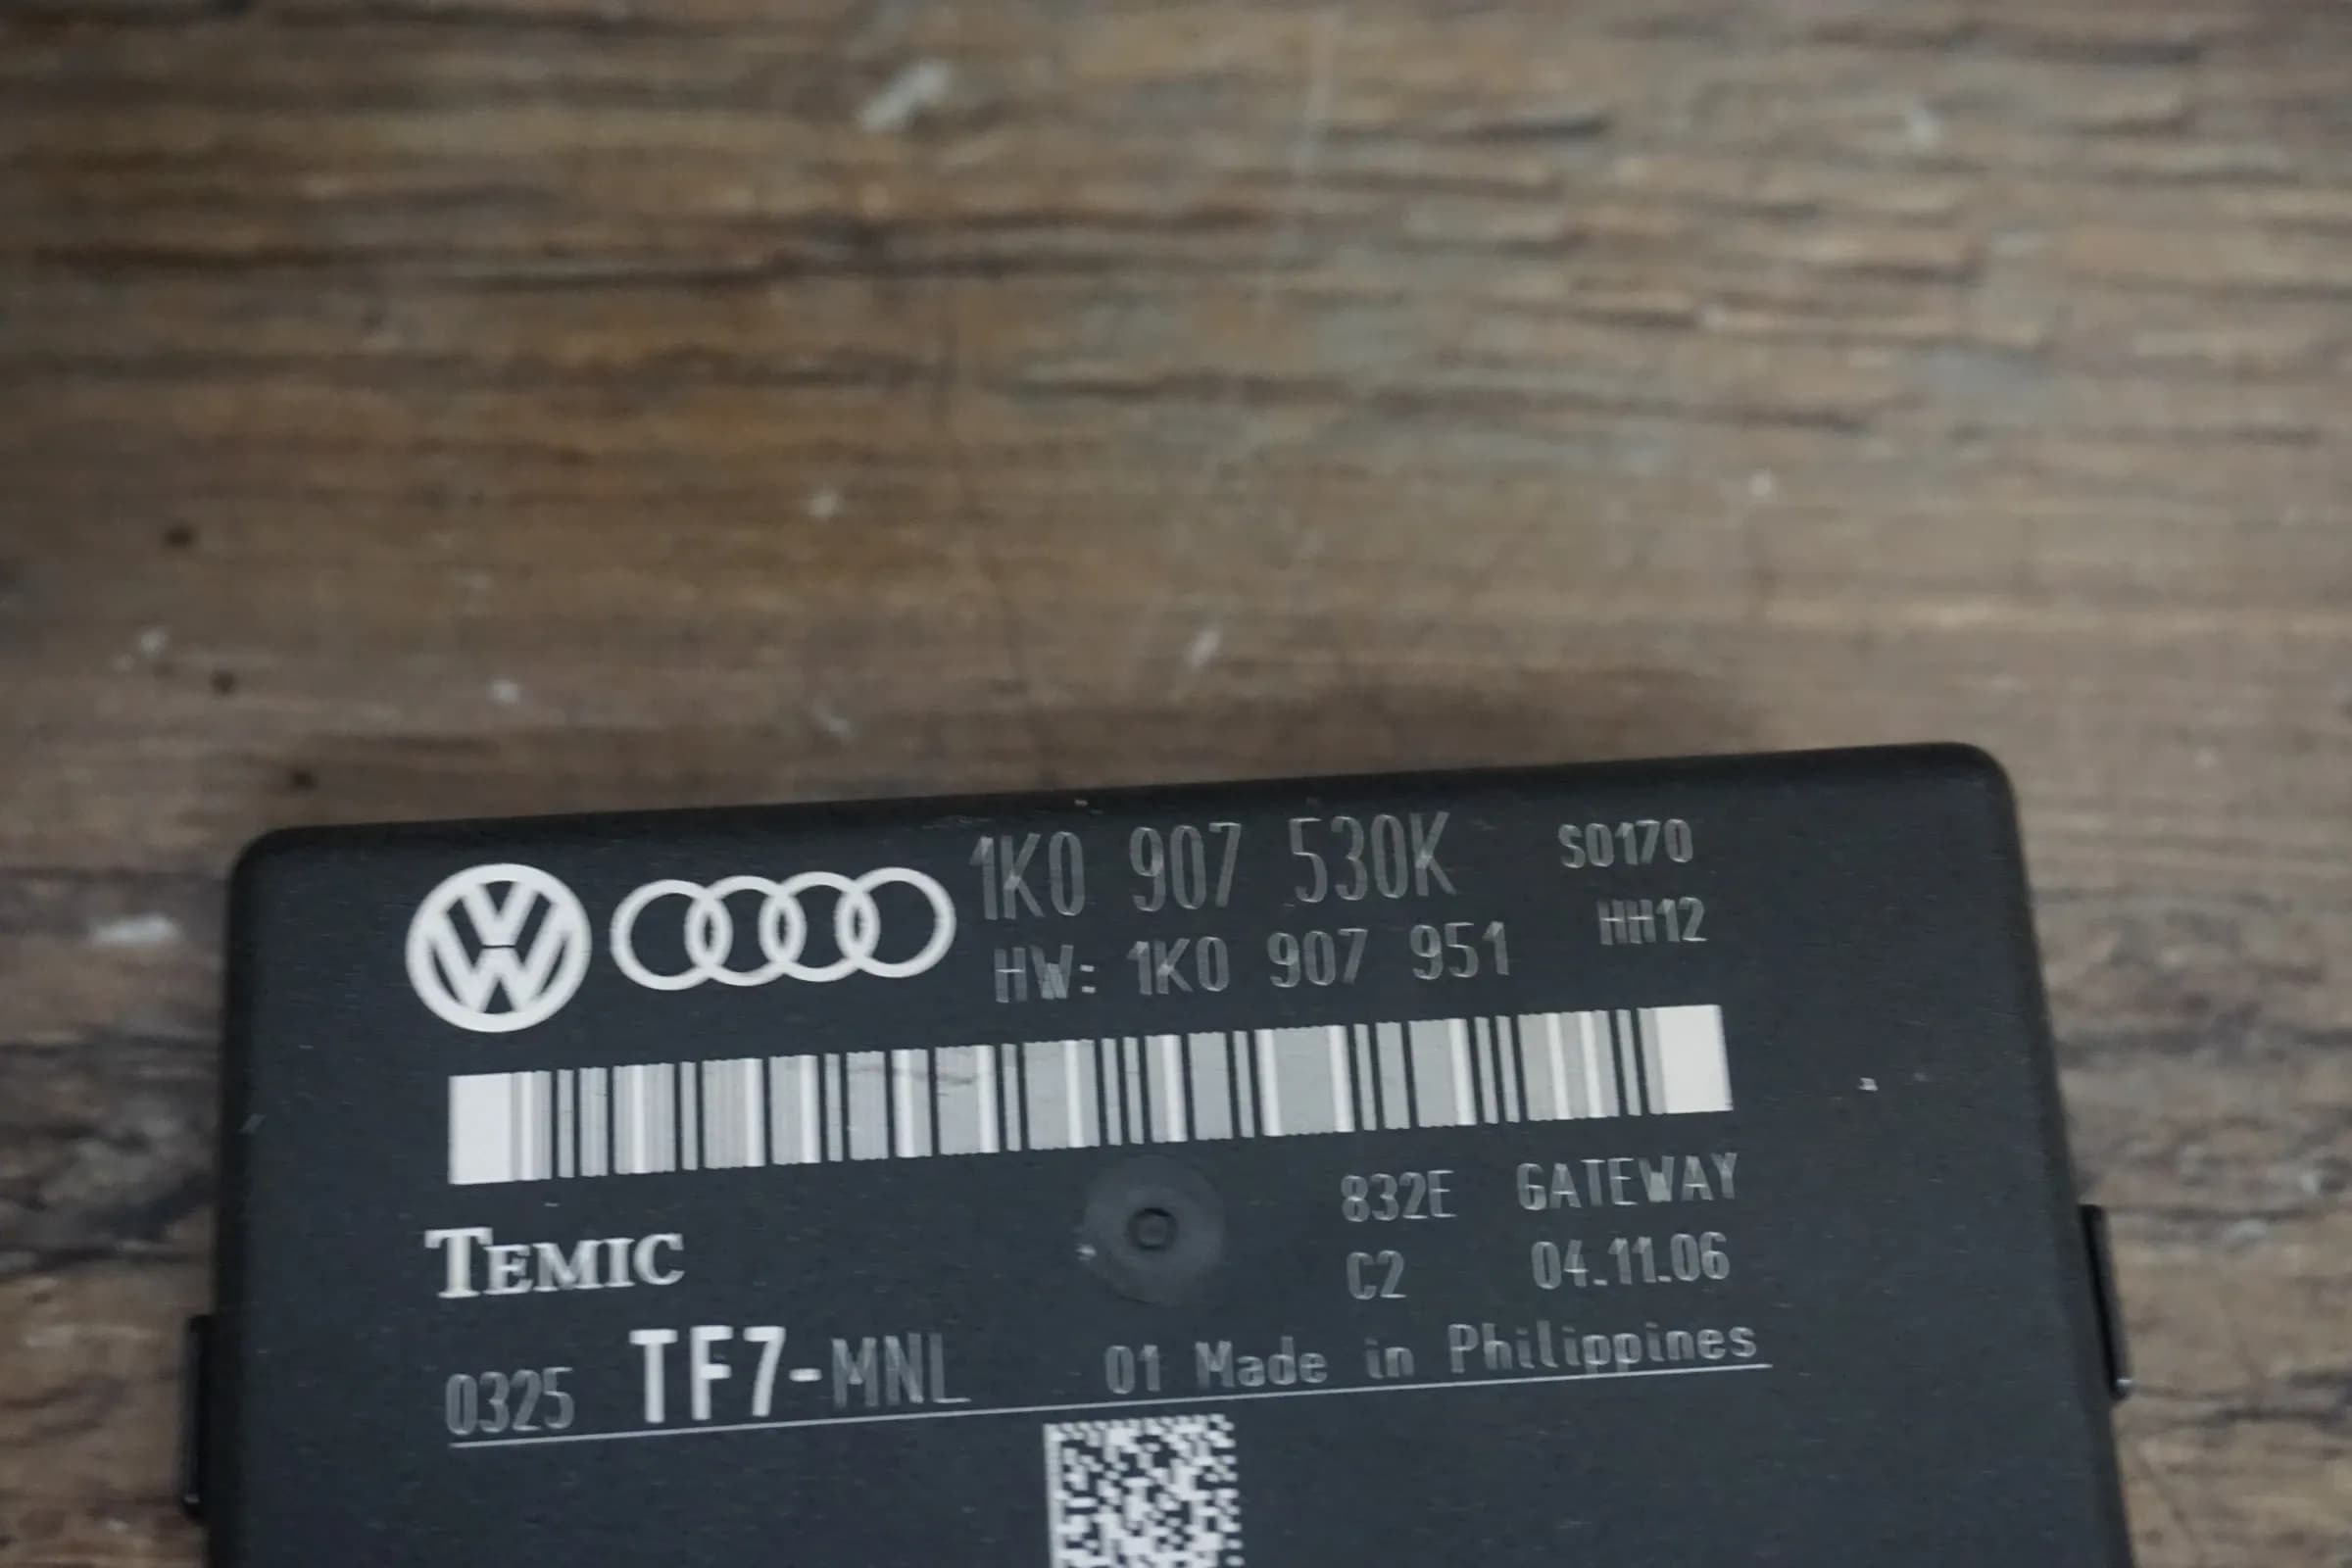 1K0 907 530K S0170
HW: 1K0 907 951 HH12
832E GATEWAY
TEMIC
C2 04.11.06
0325 TF7-MNL 01 Made in Philippines